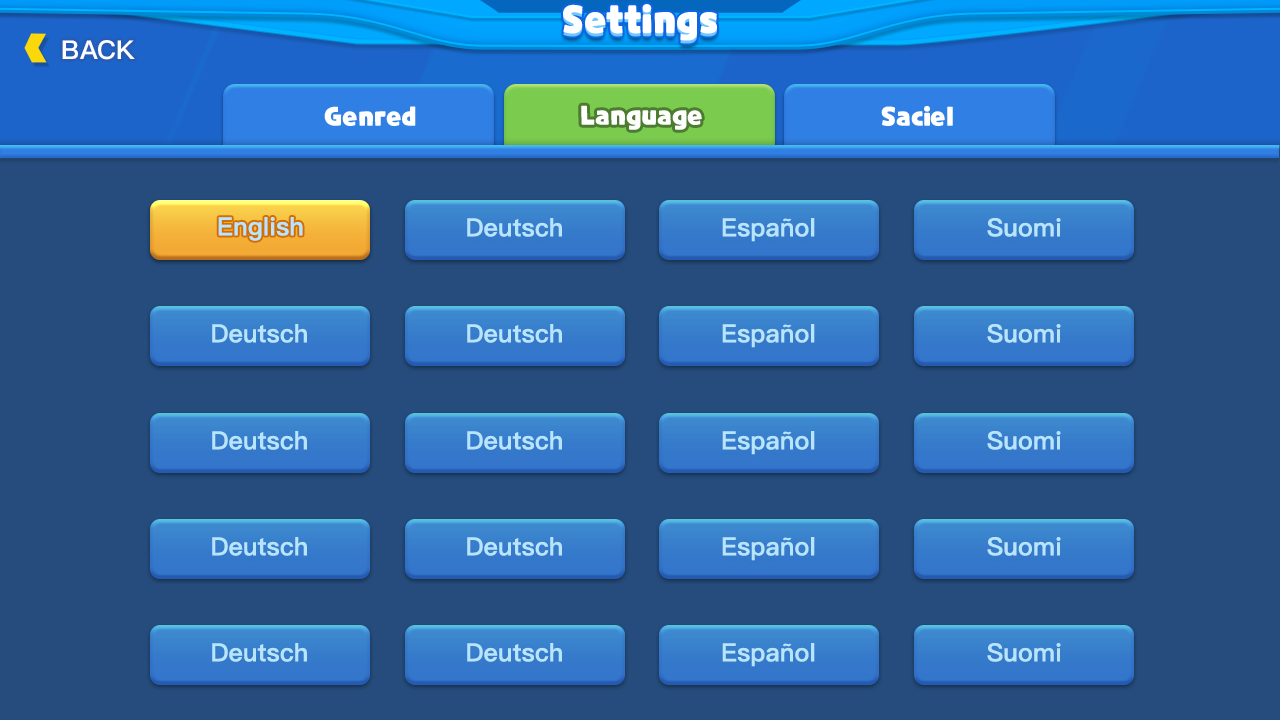 Settings
BACK
Genred
Language
Saciel
English
Deutsch
Español
Suomi
Deutsch
Deutsch
Español
Suomi
Deutsch
Deutsch
Español
Suomi
Deutsch
Deutsch
Español
Suomi
Deutsch
Deutsch
Español
Suomi